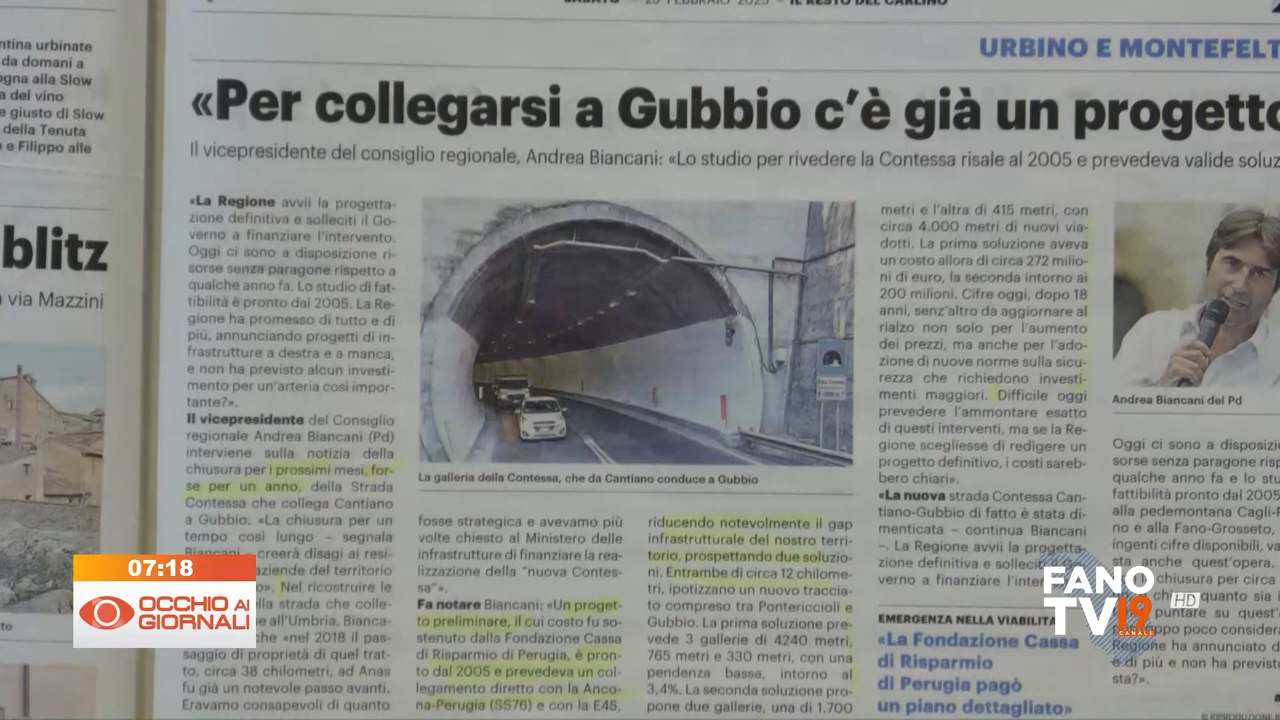 SABATO — 25 FEBBRAIO 2023 – IL RESTO DEL CARLINO
URBINO E MONTEFELT
«Per collegarsi a Gubbio c'è già un progetto
Il vicepresidente del consiglio regionale, Andrea Biancani: «Lo studio per rivedere la Contessa risale al 2005 e prevedeva valide soluz
ntina urbinate
da domani a
ogna alla Slow
a del vino
e giusto di Slow
della Tenuta
o e Filippo alle
blitz
via Mazzini
«La Regione avvii la progetta-
zione definitiva e solleciti il Go-
verno a finanziare l'intervento.
Oggi ci sono a disposizione ri-
sorse senza paragone rispetto a
qualche anno fa. Lo studio di fat-
tibilità è pronto dal 2005. La Re-
gione ha promesso di tutto e di
più, annunciando progetti di in-
frastrutture a destra e a manca,
e non ha previsto alcun investi-
mento per un'arteria così impor-
tante?».
Il vicepresidente del Consiglio
regionale Andrea Biancani (Pd)
interviene sulla notizia della
chiusura per i prossimi mesi, for-
se per un anno, della Strada
Contessa che collega Cantiano
a Gubbio. «La chiusura per un
tempo così lungo – segnala
Biancani – creerà disagi ai resi-
aziende del territorio
». Nel ricostruire le
della strada che colle-
e all'Umbria, Bianca-
che «nel 2018 il pas-
saggio di proprietà di quel trat-
to, circa 38 chilometri, ad Anas
fu già un notevole passo avanti.
Eravamo consapevoli di quanto
La galleria della Contessa, che da Cantiano conduce a Gubbio
fosse strategica e avevamo più
volte chiesto al Ministero delle
infrastrutture di finanziare la rea-
lizzazione della "nuova Contes-
sa"».
Fa notare Biancani: «Un proget-
to preliminare, il cui costo fu so-
stenuto dalla Fondazione Cassa
di Risparmio di Perugia, è pron-
to dal 2005 e prevedeva un col-
legamento diretto con la Anco-
na-Perugia (SS76) e con la E45,
riducendo notevolmente il gap
infrastrutturale del nostro terri-
torio, prospettando due soluzio-
ni. Entrambe di circa 12 chilome-
tri, ipotizzano un nuovo traccia-
to compreso tra Pontericcioli e
Gubbio. La prima soluzione pre-
vede 3 gallerie di 4240 metri,
765 metri e 330 metri, con una
pendenza bassa, intorno al
3,4%. La seconda soluzione pro-
pone due gallerie, una di 1.700
metri e l'altra di 415 metri, con
circa 4.000 metri di nuovi via-
dotti. La prima soluzione aveva
un costo allora di circa 272 milio-
ni di euro, la seconda intorno ai
200 milioni. Cifre oggi, dopo 18
anni, senz'altro da aggiornare al
rialzo non solo per l'aumento
dei prezzi, ma anche per l'ado-
zione di nuove norme sulla sicu-
rezza che richiedono investi-
menti maggiori. Difficile oggi
prevedere l'ammontare esatto
di questi interventi, ma se la Re-
gione scegliesse di redigere un
progetto definitivo, i costi sareb-
bero chiari».
«La nuova strada Contessa Can-
tiano-Gubbio di fatto è stata di-
menticata – continua Biancani
–. La Regione avvii la progetta-
zione definitiva e solleciti
verno a finanziare l'inter
EMERGENZA NELLA VIABILITÀ
«La Fondazione Cassa
di Risparmio
di Perugia pagò
un piano dettagliato»
Andrea Biancani del Pd
Oggi ci sono a disposizio
sorse senza paragone risp
qualche anno fa e lo stud
fattibilità è pronto dal 2005
alla pedemontana Cagli-P
no e alla Fano-Grosseto,
ingenti cifre disponibili, va
sta anche quest'opera.
chiusura per circa
quanto sia i
puntare su quest'
troppo poco consider
Regione ha annunciato d
e di più e non ha previst
sta?».
© RIPRODUZIONE
07:18
OCCHIO AI
GIORNALI
FANO
TV19
CANALE
HD